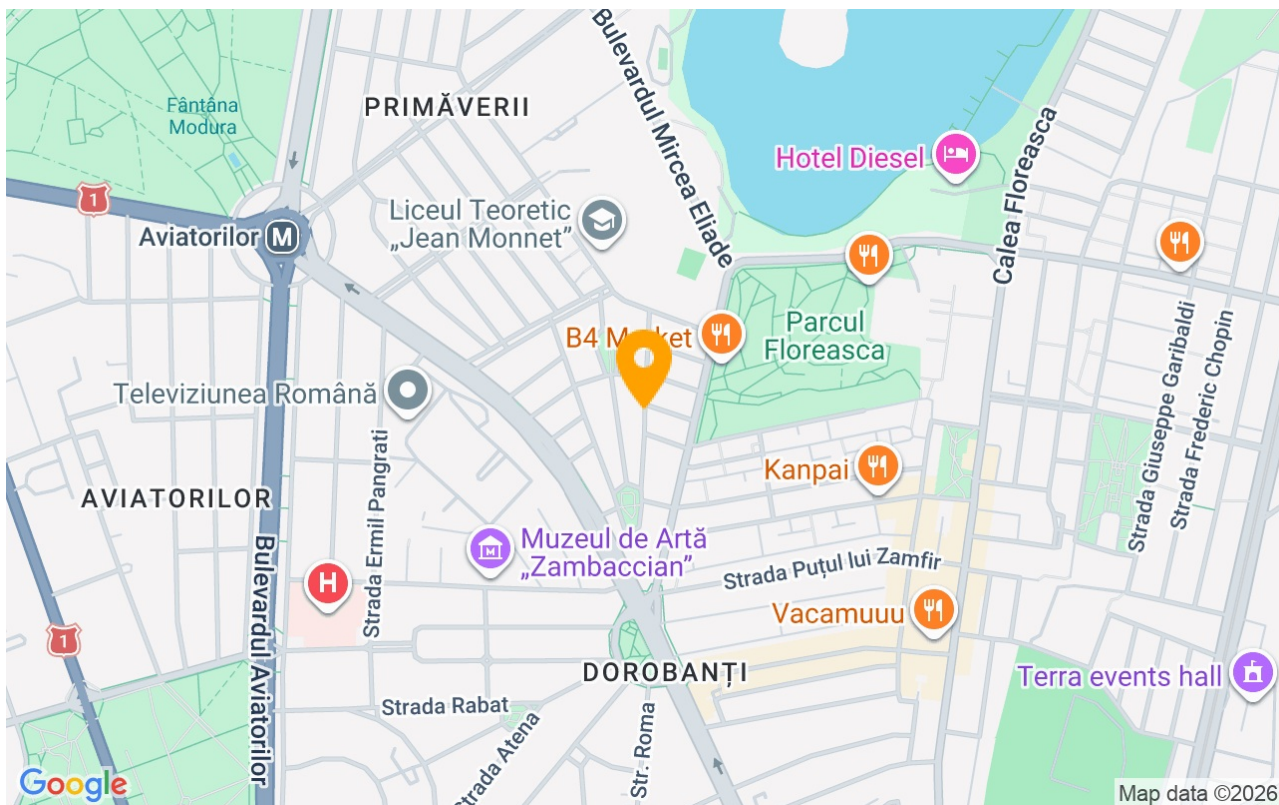 Bulevardul Mircea Eliade
PRIMĂVERII
Fântâna
Modura
Hotel Diesel
Calea Floreasca
1
Liceul Teoretic
„Jean Monnet”
Aviatorilor M
B4 Market
Parcul
Floreasca
Strada Giuseppe Garibaldi
Strada Frederic Chopin
Televiziunea Română
Kanpai
AVIATORILOR
Strada Ermil Pangrati
Bulevardul Aviatorilor
Muzeul de Artă
„Zambaccian”
Strada Puțul lui Zamfir
H
Vacamuuu
1
DOROBANȚI
Terra events hall
Strada Rabat
Strada Atena
Str. Roma
Google
Map data ©2026